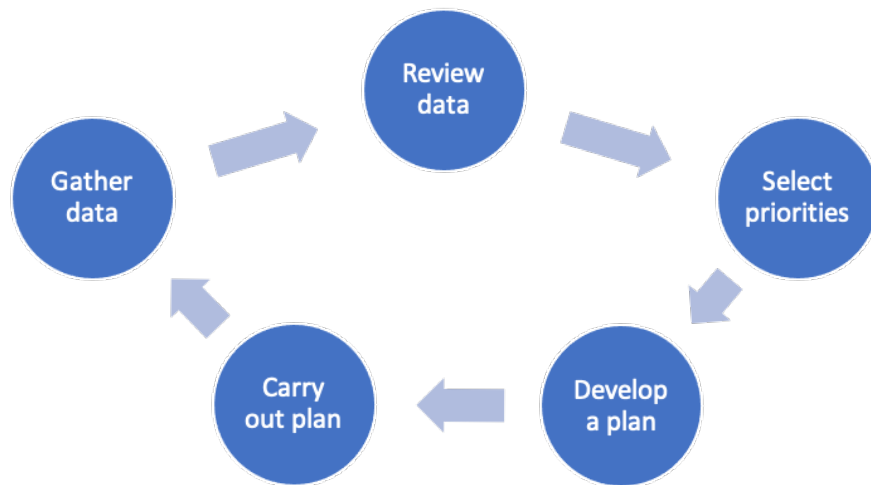 Review
data
Gather
data
Select
priorities
Carry
out plan
Develop
a plan